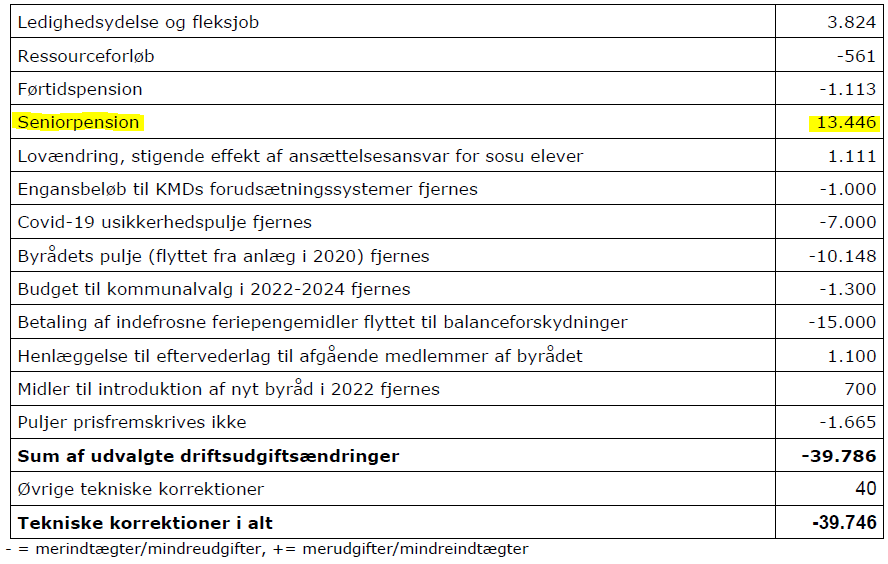 Ledighedsydelse og fleksjob 3.824
Ressourceforløb -561
Førtidspension -1.113
Seniorpension 13.446
Lovændring, stigende effekt af ansættelsesansvar for sosu elever 1.111
Engansbeløb til KMDs forudsætningssystemer fjernes -1.000
Covid-19 usikkerhedspulje fjernes -7.000
Byrådets pulje (flyttet fra anlæg i 2020) fjernes -10.148
Budget til kommunalvalg i 2022-2024 fjernes -1.300
Betaling af indefrosne feriepengemidler flyttet til balanceforskydninger -15.000
Henlæggelse til eftervederlag til afgående medlemmer af byrådet 1.100
Midler til introduktion af nyt byråd i 2022 fjernes 700
Puljer prisfremskrives ikke -1.665
Sum af udvalgte driftsudgiftsændringer -39.786
Øvrige tekniske korrektioner 40
Tekniske korrektioner i alt -39.746
- = merindtægter/mindreudgifter, += merudgifter/mindreindtægter